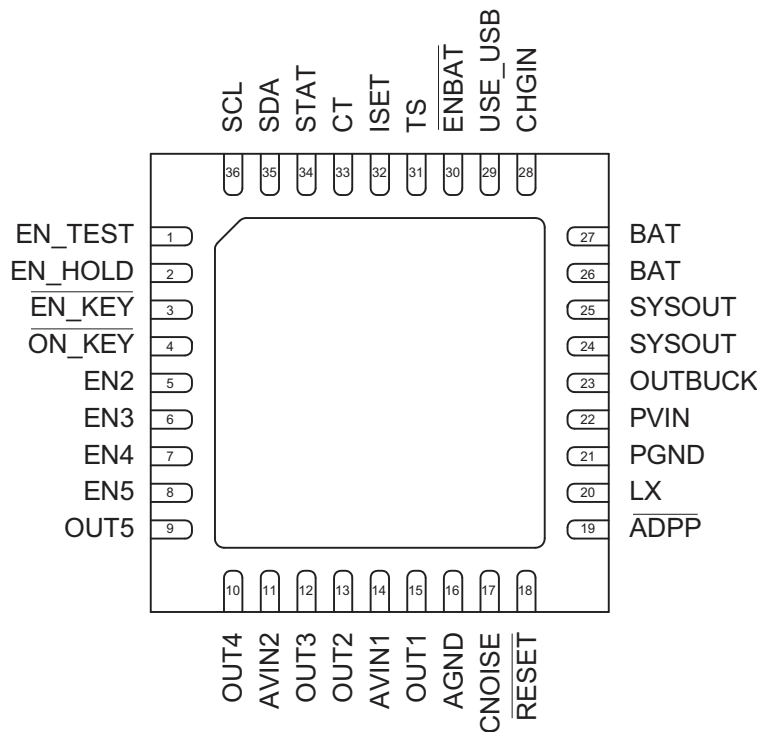 SCL
SDA
STAT
CT
ISET
TS
ENBAT
USE_USB
CHGIN
36
35
34
33
32
31
30
29
28
EN_TEST 1
EN_HOLD 2
EN_KEY 3
ON_KEY 4
EN2 5
EN3 6
EN4 7
EN5 8
OUT5 9
27 BAT
26 BAT
25 SYSOUT
24 SYSOUT
23 OUTBUCK
22 PVIN
21 PGND
20 LX
19 ADPP
10
11
12
13
14
15
16
17
18
OUT4
AVIN2
OUT3
OUT2
AVIN1
OUT1
AGND
CNOISE
RESET